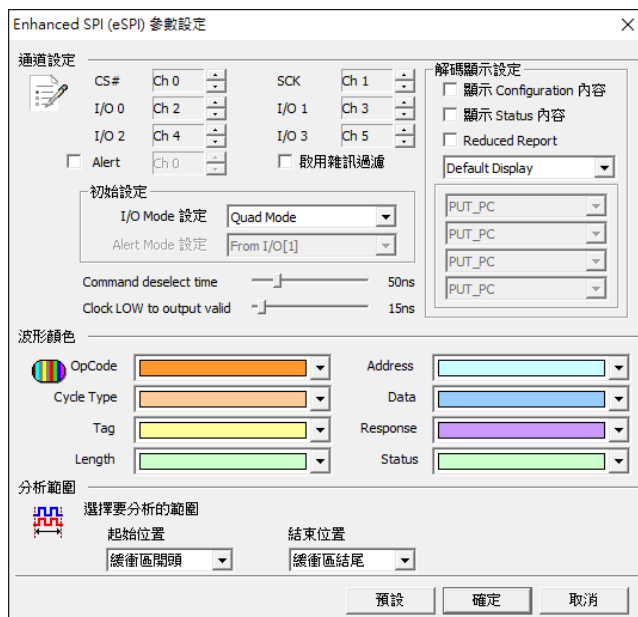 Enhanced SPI (eSPI) 參數設定
通道設定
CS# Ch 0 SCK Ch 1
I/O 0 Ch 2 I/O 1 Ch 3
I/O 2 Ch 4 I/O 3 Ch 5
Alert Ch 0 啟用雜訊過濾
初始設定
I/O Mode 設定 Quad Mode
Alert Mode 設定 From I/O[1]
Command deselect time 50ns
Clock LOW to output valid 15ns
解碼顯示設定
顯示 Configuration 內容
顯示 Status 內容
Reduced Report
Default Display
PUT_PC
PUT_PC
PUT_PC
PUT_PC
波形顏色
OpCode Address
Cycle Type Data
Tag Response
Length Status
分析範圍
選擇要分析的範圍
起始位置 結束位置
緩衝區開頭 緩衝區結尾
預設 確定 取消